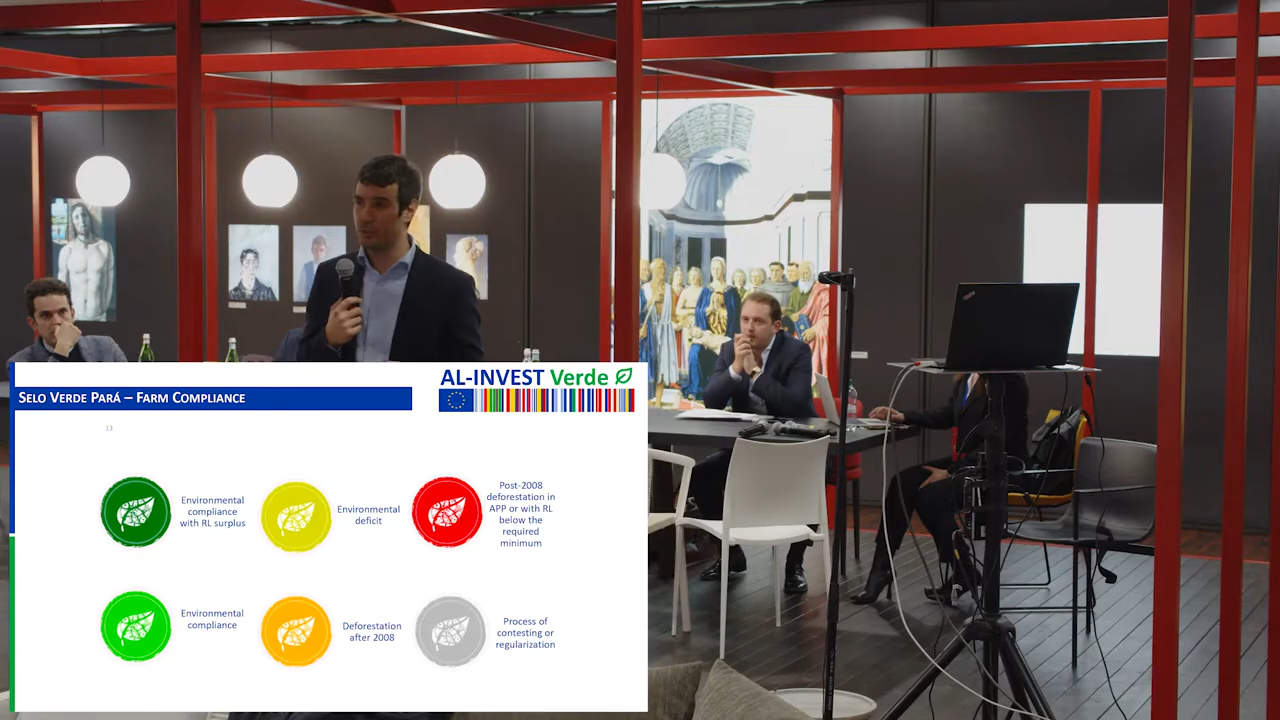 AL-INVEST Verde
SELO VERDE PARÁ – FARM COMPLIANCE
13
Environmental
compliance
with RL surplus
Environmental
deficit
Post-2008
deforestation in
APP or with RL
below the
required
minimum
Environmental
compliance
Deforestation
after 2008
Process of
contesting or
regularization